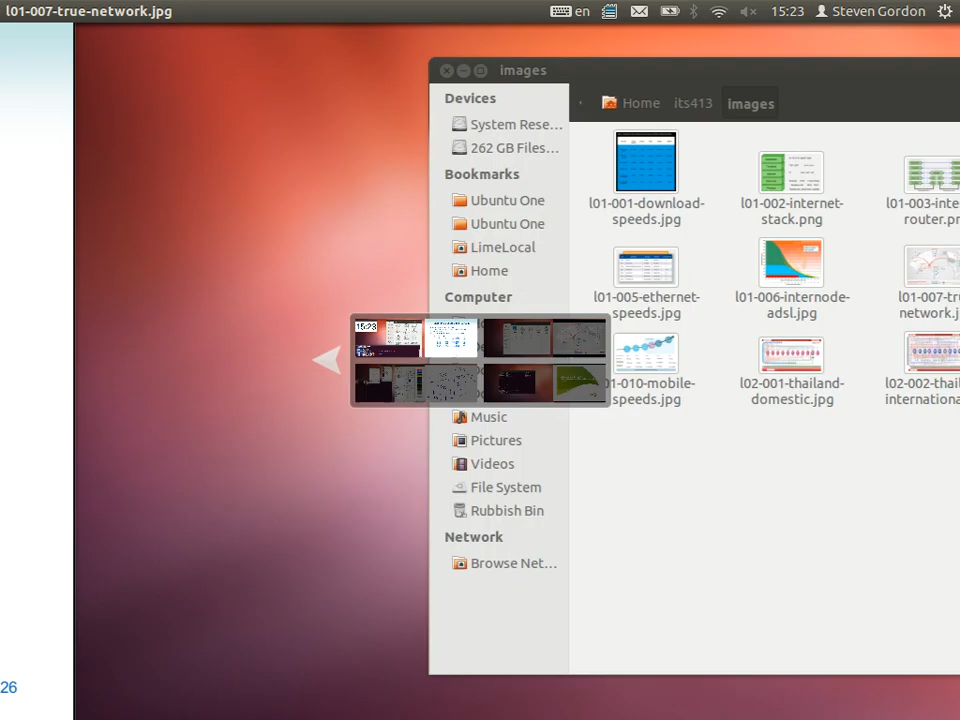 l01-007-true-network.jpg
en
15:23
Steven Gordon
images
Devices
System Rese...
262 GB Files...
Bookmarks
Ubuntu One
Ubuntu One
LimeLocal
Home
Computer
Music
Pictures
Videos
File System
Rubbish Bin
Network
Browse Net...
Home
its413
images
l01-001-download-
speeds.jpg
l01-002-internet-
stack.png
l01-003-inte
router.pn
l01-005-ethernet-
speeds.jpg
l01-006-internode-
adsl.jpg
l01-007-tru
network.j
-010-mobile-
speeds.jpg
l02-001-thailand-
domestic.jpg
l02-002-thail
internationa
15:23
26